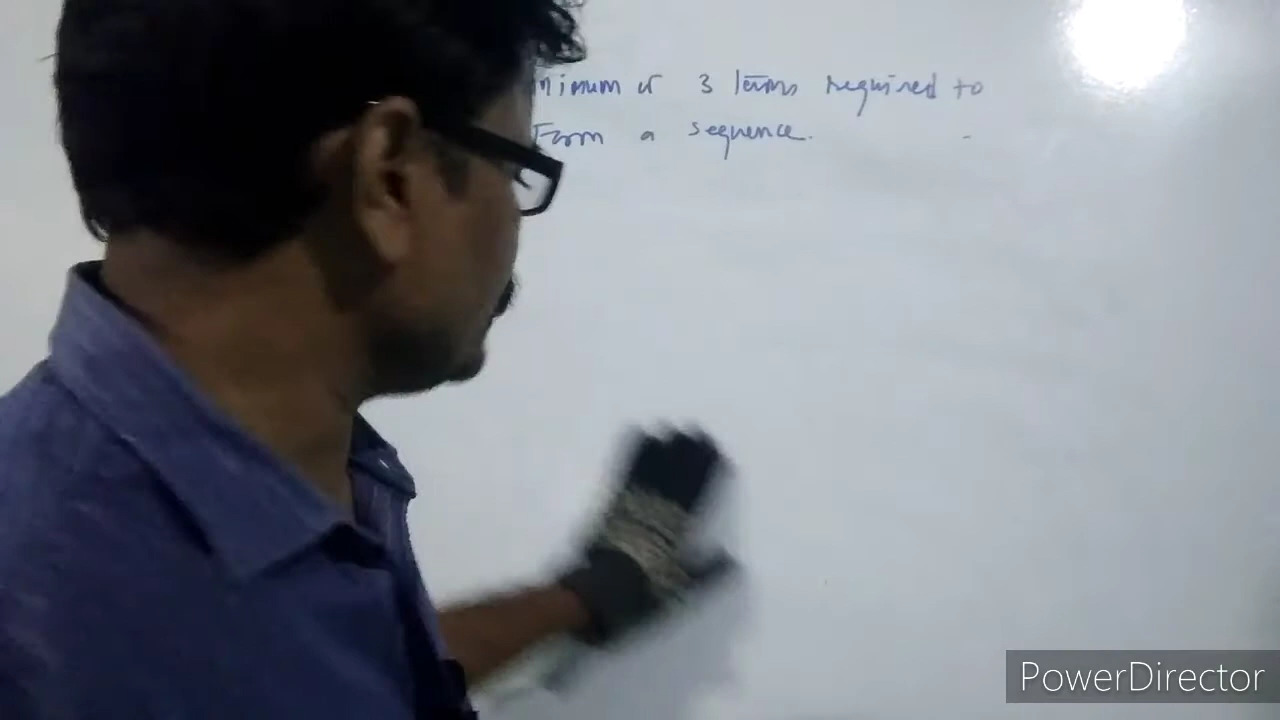 nimum of 3 terms required to
Form a sequence.
PowerDirector